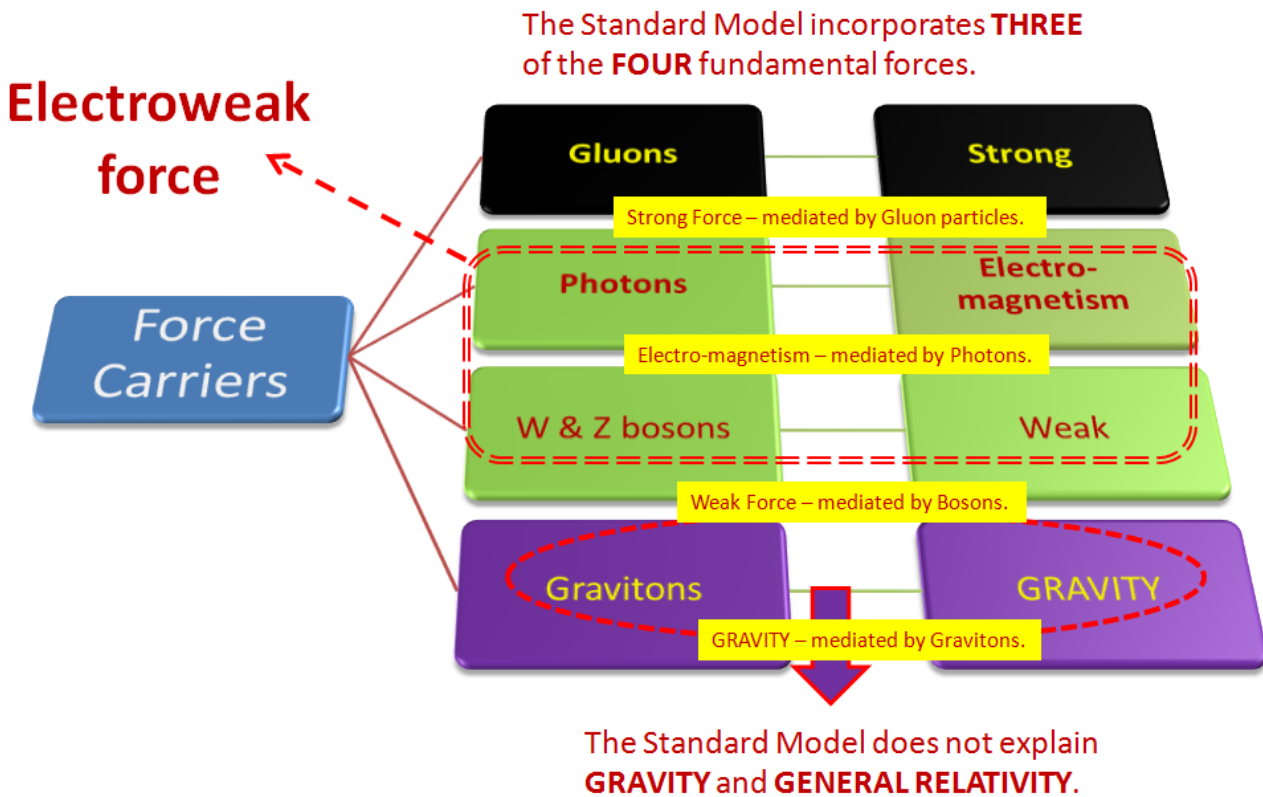 The Standard Model incorporates THREE
of the FOUR fundamental forces.
Electroweak
force
Gluons
Strong
Strong Force – mediated by Gluon particles.
Photons
Electro-
magnetism
Electro-magnetism – mediated by Photons.
Force
Carriers
W & Z bosons
Weak
Weak Force – mediated by Bosons.
Gravitons
GRAVITY
GRAVITY – mediated by Gravitons.
The Standard Model does not explain
GRAVITY and GENERAL RELATIVITY.